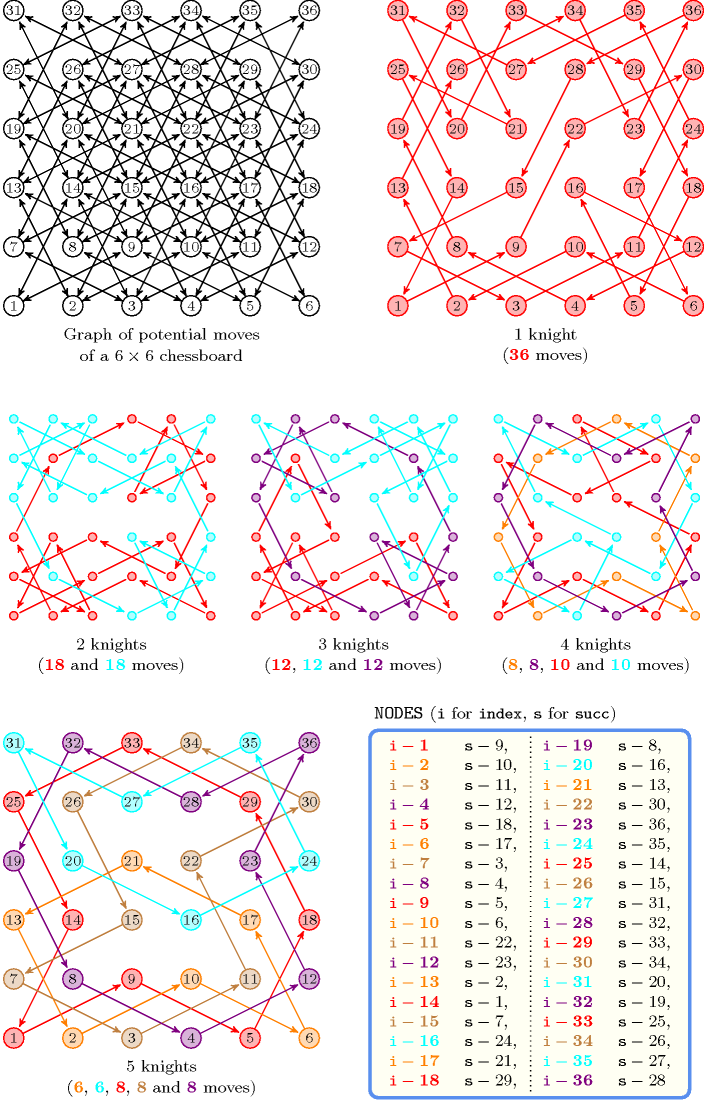 31 32 33 34 35 36
25 26 27 28 29 30
19 20 21 22 23 24
13 14 15 16 17 18
7 8 9 10 11 12
1 2 3 4 5 6
Graph of potential moves
of a 6 × 6 chessboard
31 32 33 34 35 36
25 26 27 28 29 30
19 20 21 22 23 24
13 14 15 16 17 18
7 8 9 10 11 12
1 2 3 4 5 6
1 knight
(36 moves)
2 knights
(18 and 18 moves)
3 knights
(12, 12 and 12 moves)
4 knights
(8, 8, 10 and 10 moves)
31 32 33 34 35 36
25 26 27 28 29 30
19 20 21 22 23 24
13 14 15 16 17 18
7 8 9 10 11 12
1 2 3 4 5 6
5 knights
(6, 6, 8, 8 and 8 moves)
NODES (i for index, s for succ)
i – 1 s – 9, i – 19 s – 8,
i – 2 s – 10, i – 20 s – 16,
i – 3 s – 11, i – 21 s – 13,
i – 4 s – 12, i – 22 s – 30,
i – 5 s – 18, i – 23 s – 36,
i – 6 s – 17, i – 24 s – 35,
i – 7 s – 3, i – 25 s – 14,
i – 8 s – 4, i – 26 s – 15,
i – 9 s – 5, i – 27 s – 31,
i – 10 s – 6, i – 28 s – 32,
i – 11 s – 22, i – 29 s – 33,
i – 12 s – 23, i – 30 s – 34,
i – 13 s – 2, i – 31 s – 20,
i – 14 s – 1, i – 32 s – 19,
i – 15 s – 7, i – 33 s – 25,
i – 16 s – 24, i – 34 s – 26,
i – 17 s – 21, i – 35 s – 27,
i – 18 s – 29, i – 36 s – 28